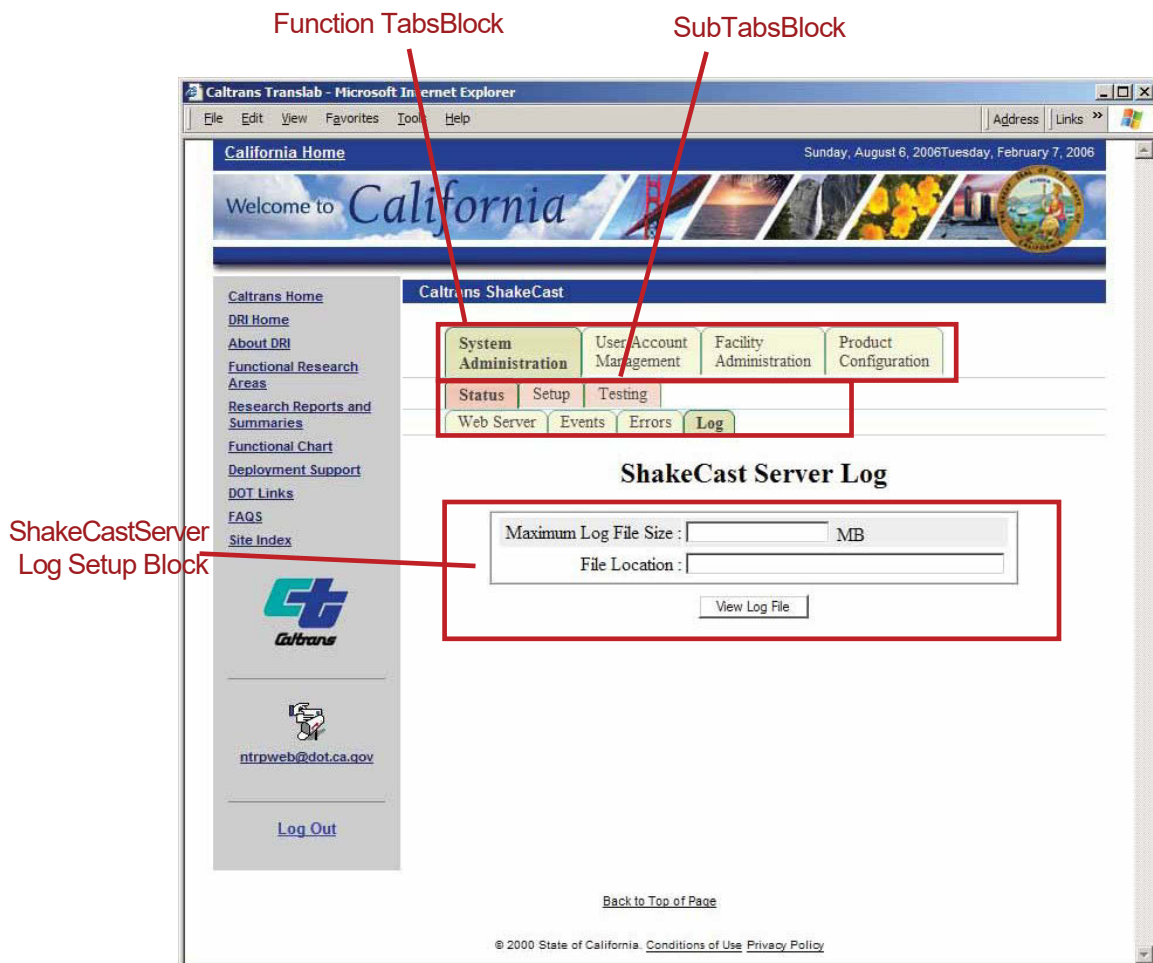 Function TabsBlock
SubTabsBlock
Caltrans Translab - Microsoft Internet Explorer
File Edit View Favorites Tools Help
Address Links »
California Home
Sunday, August 6, 2006Tuesday, February 7, 2006
Welcome to California
Caltrans Home
DRI Home
About DRI
Functional Research
Areas
Research Reports and
Summaries
Functional Chart
Deployment Support
DOT Links
FAQS
Site Index
Caltrans
ntrpweb@dot.ca.gov
Log Out
Caltrans ShakeCast
System
Administration
User Account
Management
Facility
Administration
Product
Configuration
Status Setup Testing
Web Server Events Errors Log
ShakeCast Server Log
ShakeCastServer
Log Setup Block
Maximum Log File Size : MB
File Location :
View Log File
Back to Top of Page
© 2000 State of California. Conditions of Use Privacy Policy